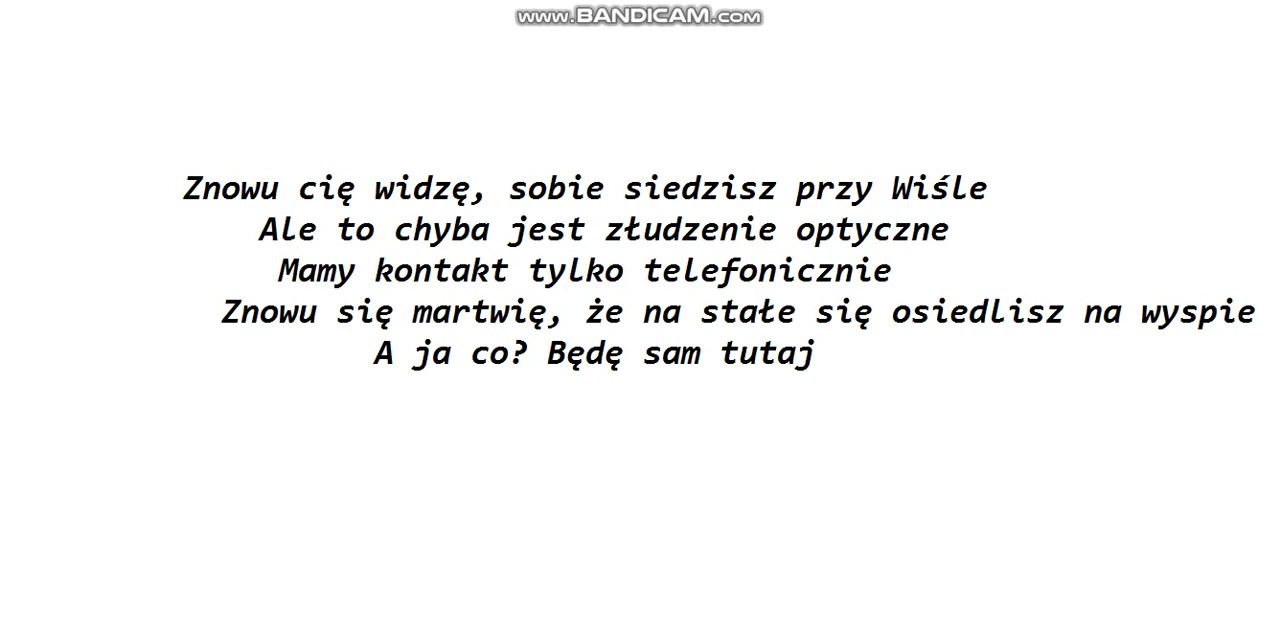 www.BANDICAM.com
Znowu cię widzę, sobie siedzisz przy Wiśle
Ale to chyba jest złudzenie optyczne
Mamy kontakt tylko telefonicznie
Znowu się martwię, że na stałe się osiedlisz na wyspie
A ja co? Będę sam tutaj